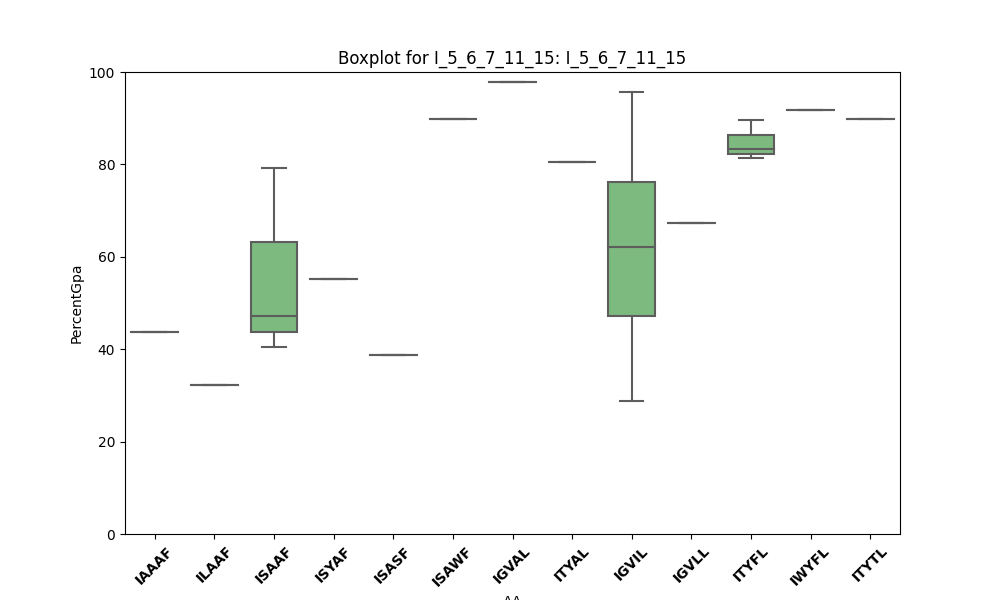 Boxplot for I_5_6_7_11_15: I_5_6_7_11_15
100
80
60
40
20
0
PercentGpa
IAAAF
ILAAF
ISAAF
ISYAF
ISASF
ISAWF
IGVAL
ITYAL
IGVIL
IGVLL
ITYFL
IWYFL
ITYTL
AA